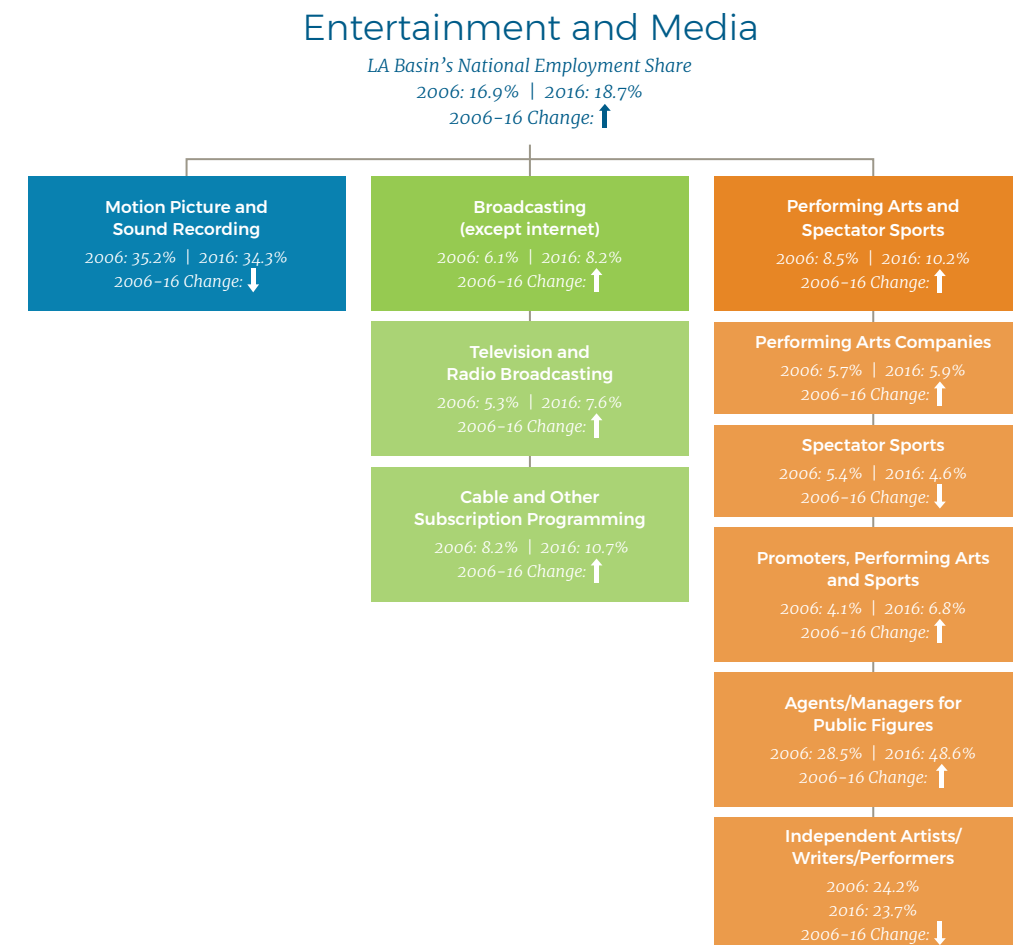 Entertainment and Media
LA Basin's National Employment Share
2006: 16.9% | 2016: 18.7%
2006-16 Change:
Motion Picture and
Sound Recording
2006: 35.2% | 2016: 34.3%
2006-16 Change:
Broadcasting
(except internet)
2006: 6.1% | 2016: 8.2%
2006-16 Change:
Television and
Radio Broadcasting
2006: 5.3% | 2016: 7.6%
2006-16 Change:
Cable and Other
Subscription Programming
2006: 8.2% | 2016: 10.7%
2006-16 Change:
Performing Arts and
Spectator Sports
2006: 8.5% | 2016: 10.2%
2006-16 Change:
Performing Arts Companies
2006: 5.7% | 2016: 5.9%
2006-16 Change:
Spectator Sports
2006: 5.4% | 2016: 4.6%
2006-16 Change:
Promoters, Performing Arts
and Sports
2006: 4.1% | 2016: 6.8%
2006-16 Change:
Agents/Managers for
Public Figures
2006: 28.5% | 2016: 48.6%
2006-16 Change:
Independent Artists/
Writers/Performers
2006: 24.2%
2016: 23.7%
2006-16 Change: